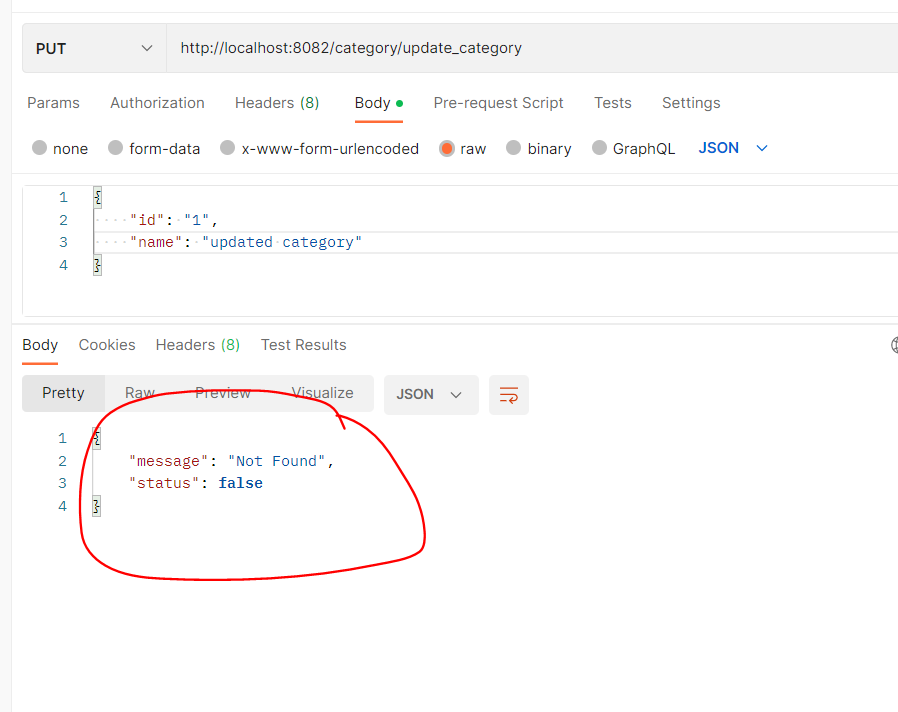 PUT http://localhost:8082/category/update_category
Params Authorization Headers (8) Body Pre-request Script Tests Settings
none form-data x-www-form-urlencoded raw binary GraphQL JSON
1 {
2 "id": "1",
3 "name": "updated category"
4 }
Body Cookies Headers (8) Test Results
Pretty Raw Preview Visualize JSON
1 {
2 "message": "Not Found",
3 "status": false
4 }